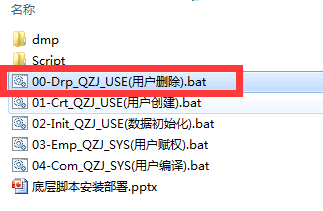 名称
dmp
Script
00-Drp_QZJ_USE(用户删除).bat
01-Crt_QZJ_USE(用户创建).bat
02-Init_QZJ_USE(数据初始化).bat
03-Emp_QZJ_SYS(用户赋权).bat
04-Com_QZJ_SYS(用户编译).bat
底层脚本安装部署.pptx